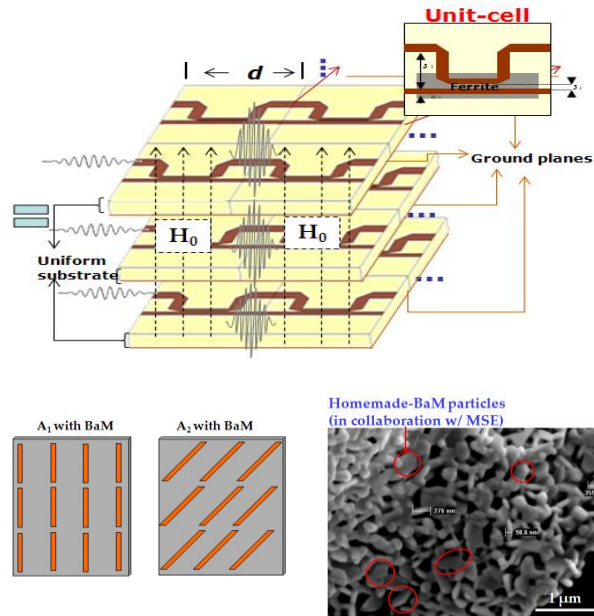 Unit-cell
d
Ferrite
Ground planes
H0
H0
Uniform
substrate
Homemade-BaM particles
(in collaboration w/ MSE)
A1 with BaM
A2 with BaM
276 nm
1 µm